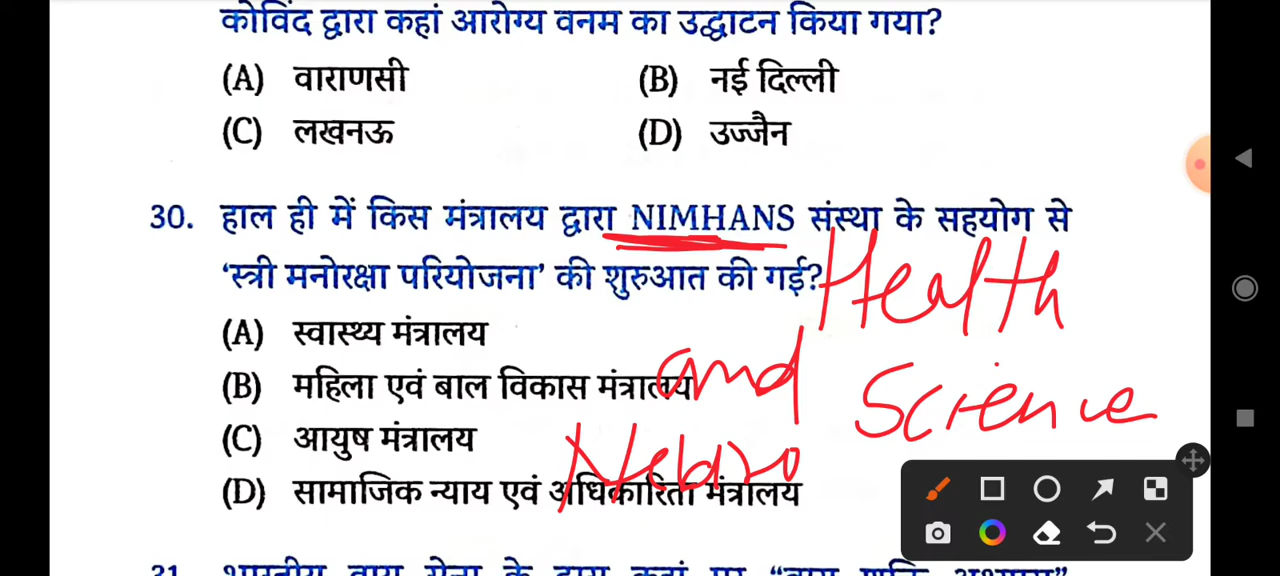 कोविंद द्वारा कहां आरोग्य वनम का उद्घाटन किया गया?
(A) वाराणसी (B) नई दिल्ली
(C) लखनऊ (D) उज्जैन
30. हाल ही में किस मंत्रालय द्वारा NIMHANS संस्था के सहयोग से
'स्त्री मनोरक्षा परियोजना' की शुरुआत की गई?
Health
(A) स्वास्थ्य मंत्रालय
and Science
(B) महिला एवं बाल विकास मंत्रालय
(C) आयुष मंत्रालय
(D) सामाजिक न्याय एवं अधिकारिता मंत्रालय
31.